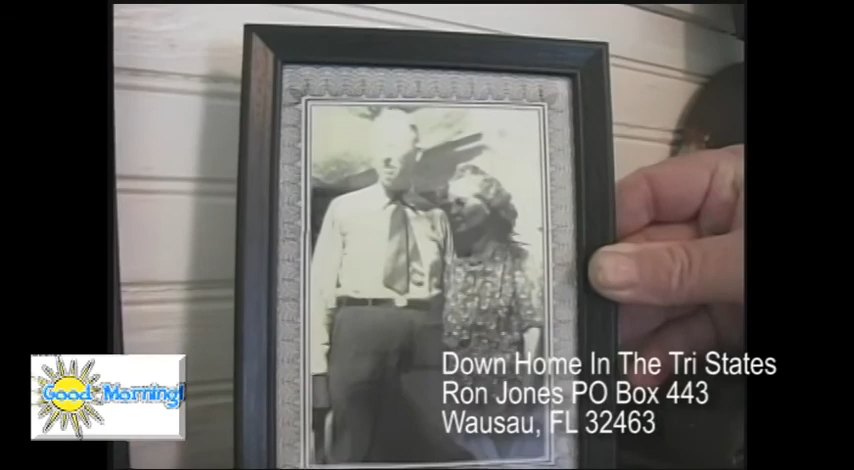 Good Morning!
Down Home In The Tri States
Ron Jones PO Box 443
Wausau, FL 32463